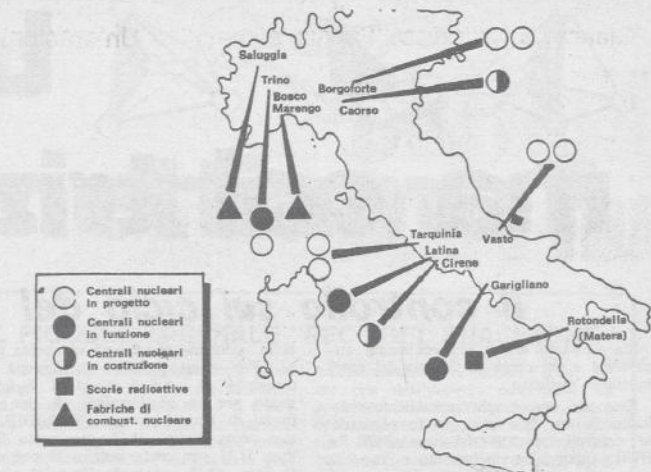 Saluggia
Trino
Bosco
Marengo
Borgoforte
Caorso
Vasto
Tarquinia
Latina
Cirene
Garigliano
Rotondella
(Matera)
Centrali nucleari
in progetto
Centrali nucleari
in funzione
Centrali nucleari
in costruzione
Scorie radioattive
Fabriche di
combust. nucleare